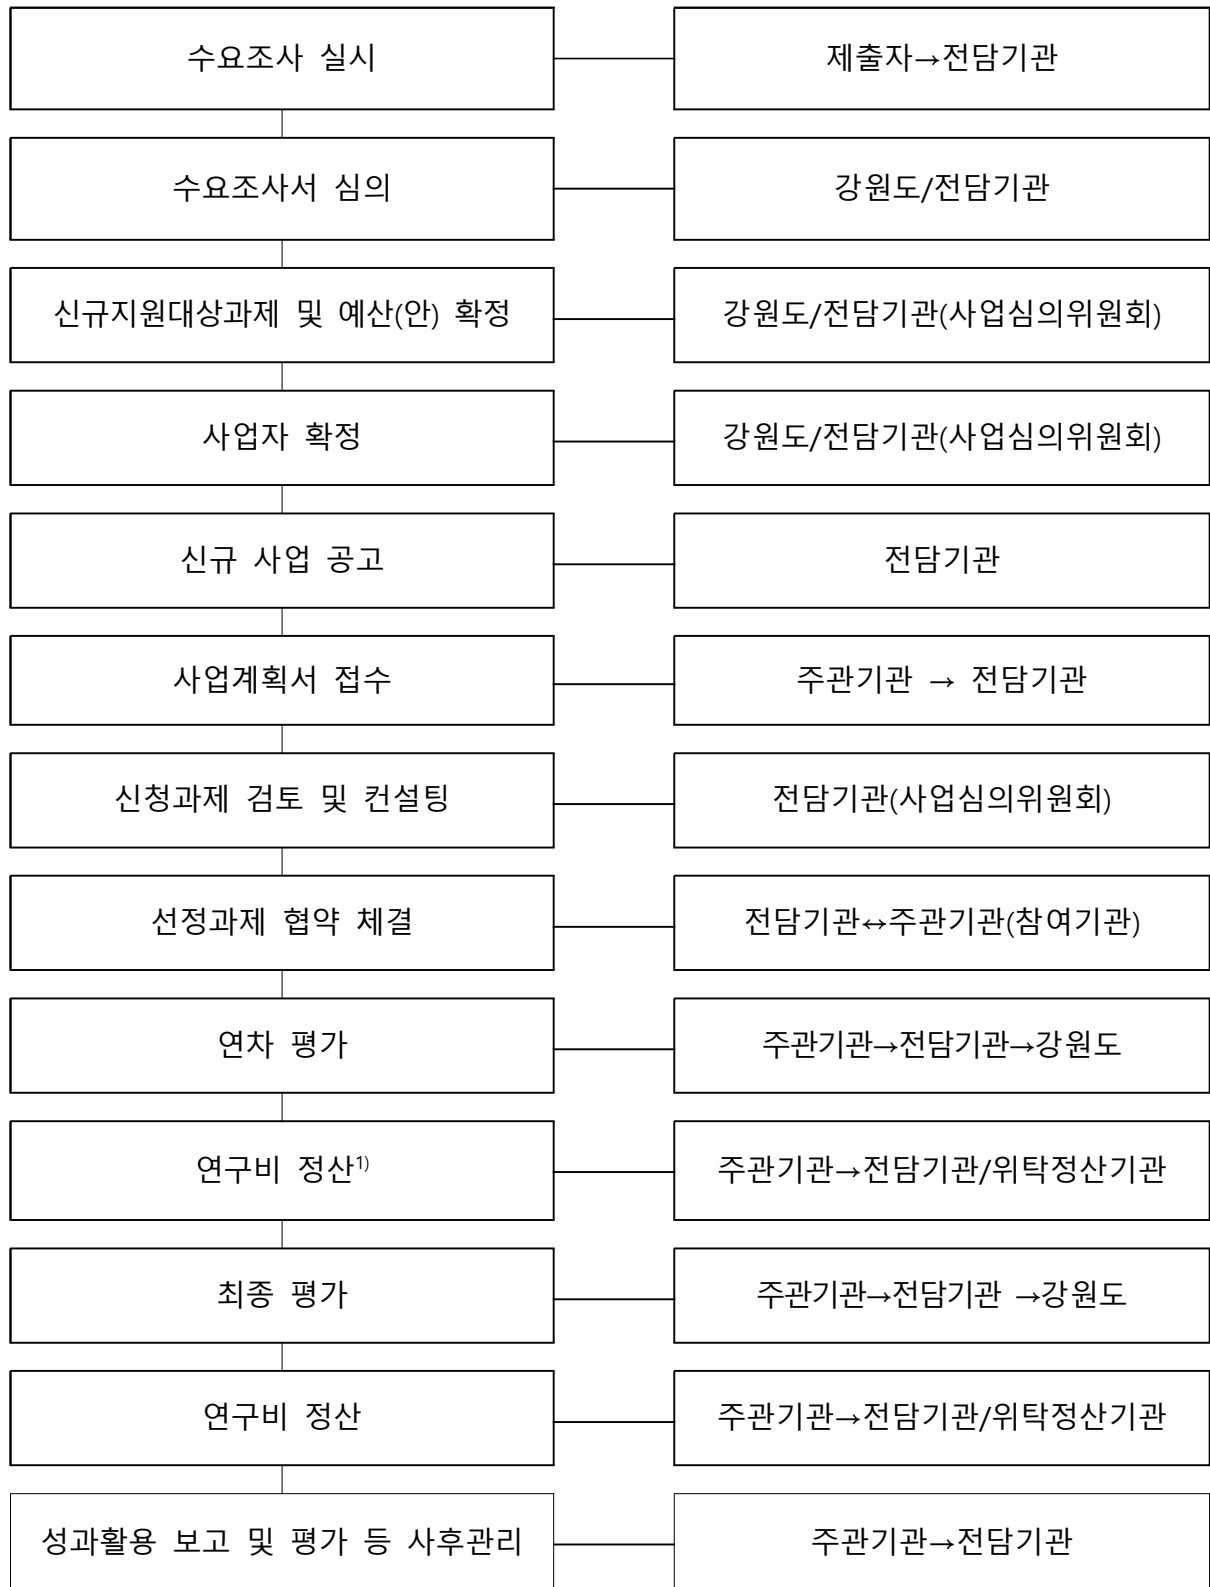 수요조사 실시
제출자→전담기관
수요조사서 심의
강원도/전담기관
신규지원대상과제 및 예산(안) 확정
강원도/전담기관(사업심의위원회)
사업자 확정
강원도/전담기관(사업심의위원회)
신규 사업 공고
전담기관
사업계획서 접수
주관기관 → 전담기관
신청과제 검토 및 컨설팅
전담기관(사업심의위원회)
선정과제 협약 체결
전담기관↔주관기관(참여기관)
연차 평가
주관기관→전담기관→강원도
연구비 정산1)
주관기관→전담기관/위탁정산기관
최종 평가
주관기관→전담기관 →강원도
연구비 정산
주관기관→전담기관/위탁정산기관
성과활용 보고 및 평가 등 사후관리
주관기관→전담기관